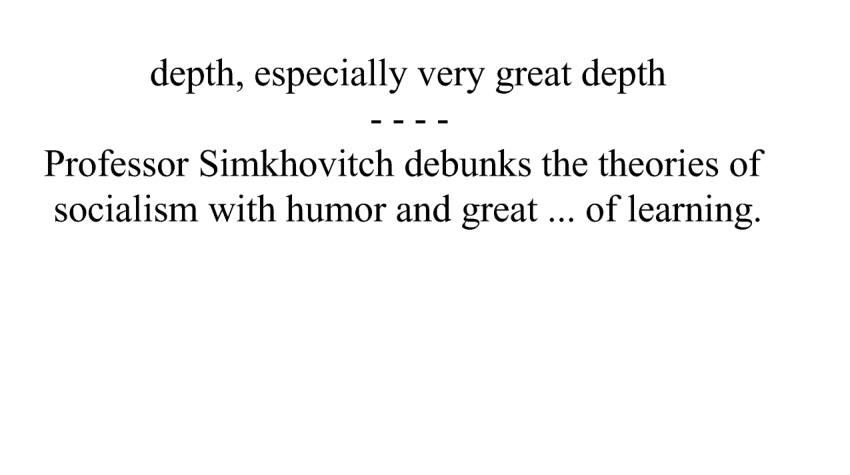 depth, especially very great depth
- - - -
Professor Simkhovitch debunks the theories of
socialism with humor and great ... of learning.